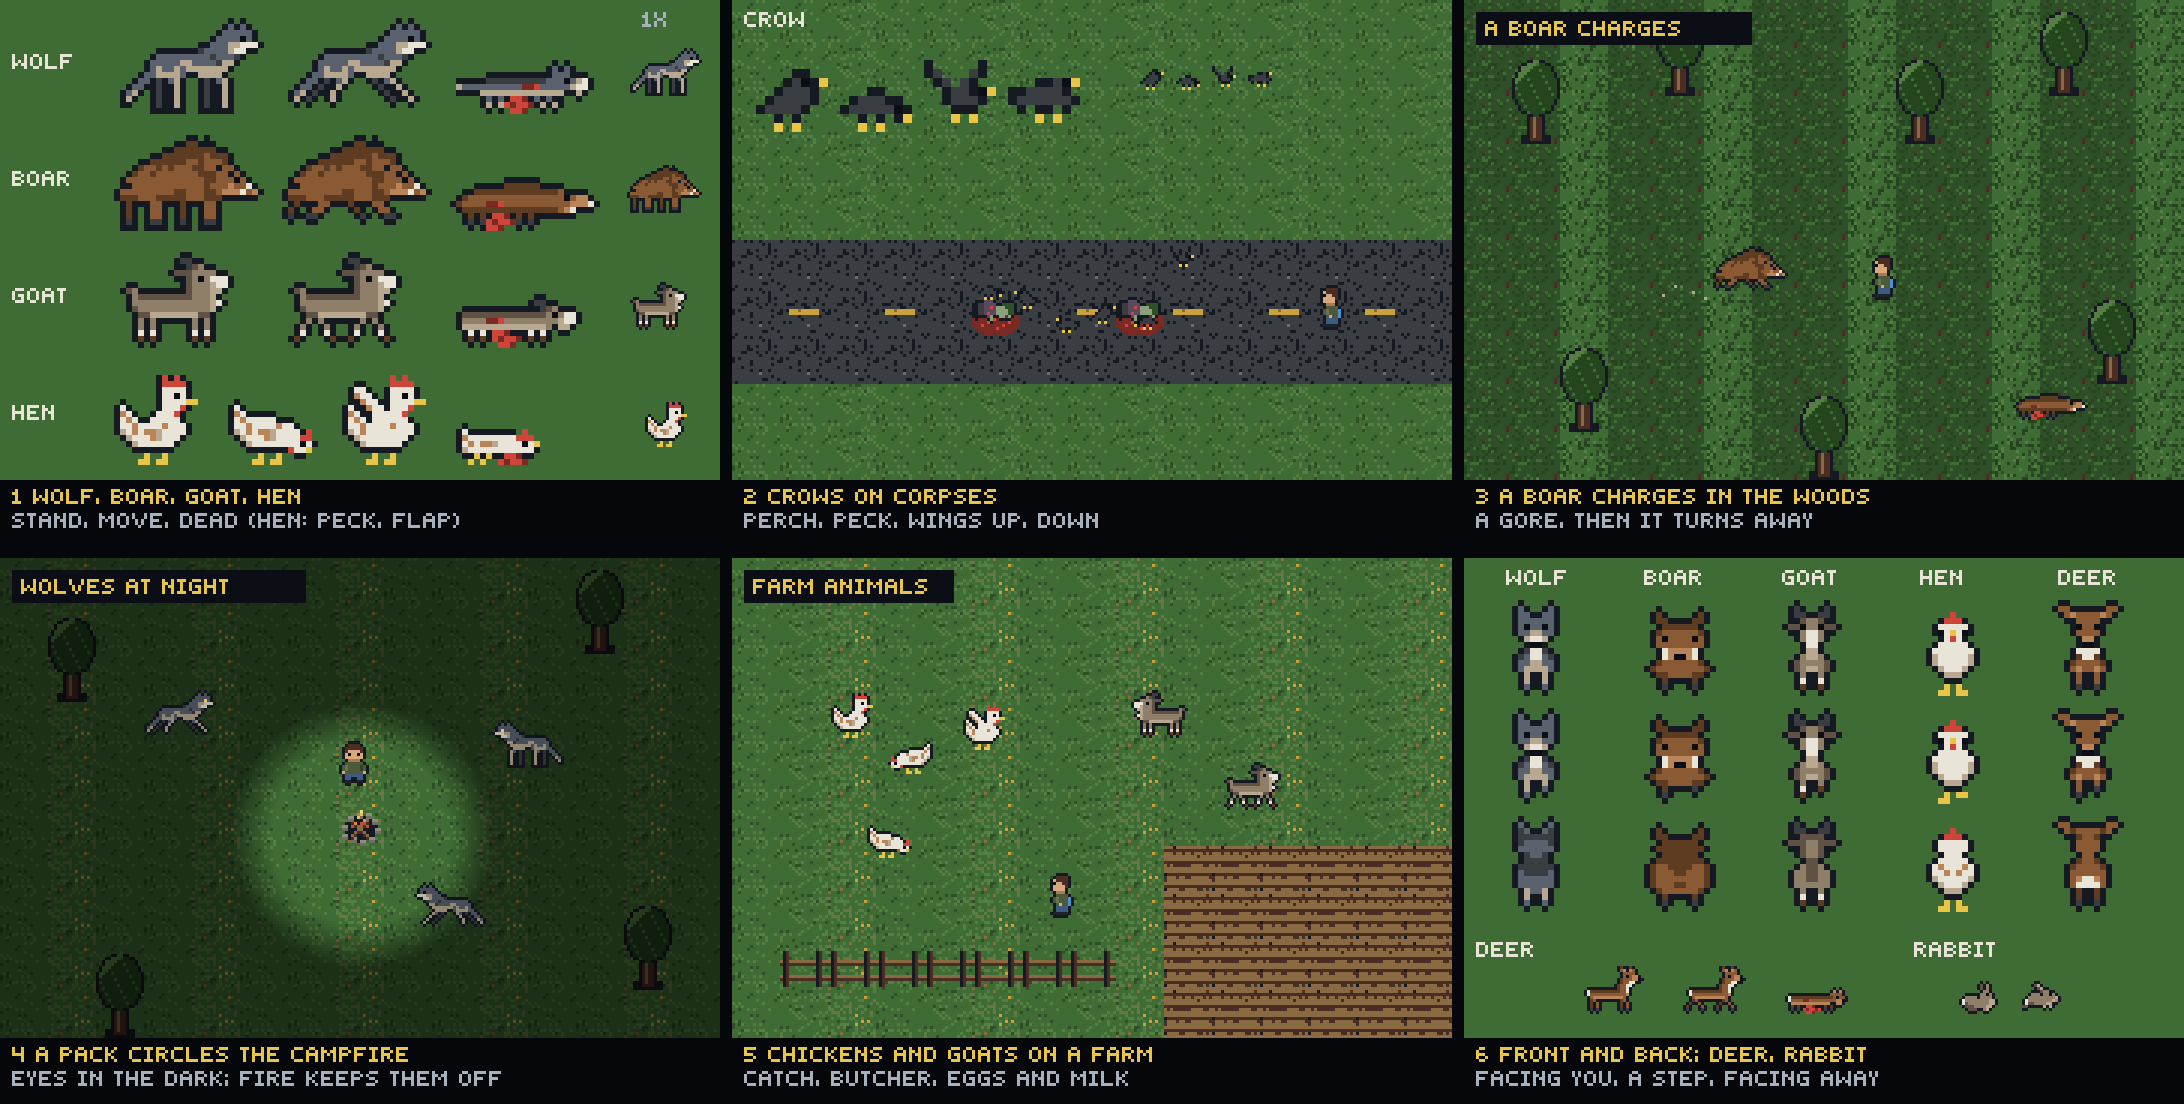 1X
WOLF
BOAR
GOAT
HEN
1 WOLF, BOAR, GOAT, HEN
STAND, MOVE, DEAD (HEN: PECK, FLAP)
CROW
2 CROWS ON CORPSES
PERCH, PECK, WINGS UP, DOWN
A BOAR CHARGES
3 A BOAR CHARGES IN THE WOODS
A GORE, THEN IT TURNS AWAY
WOLVES AT NIGHT
4 A PACK CIRCLES THE CAMPFIRE
EYES IN THE DARK; FIRE KEEPS THEM OFF
FARM ANIMALS
5 CHICKENS AND GOATS ON A FARM
CATCH, BUTCHER, EGGS AND MILK
WOLF BOAR GOAT HEN DEER
DEER RABBIT
6 FRONT AND BACK; DEER, RABBIT
FACING YOU, A STEP, FACING AWAY